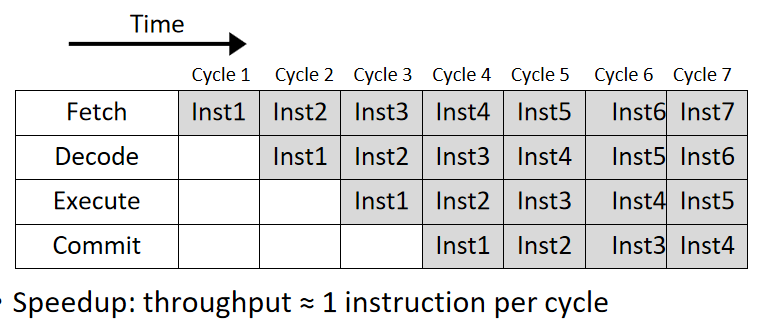 Time
Cycle 1 Cycle 2 Cycle 3 Cycle 4 Cycle 5 Cycle 6 Cycle 7
Fetch Inst1 Inst2 Inst3 Inst4 Inst5 Inst6 Inst7
Decode Inst1 Inst2 Inst3 Inst4 Inst5 Inst6
Execute Inst1 Inst2 Inst3 Inst4 Inst5
Commit Inst1 Inst2 Inst3 Inst4
• Speedup: throughput ≈ 1 instruction per cycle